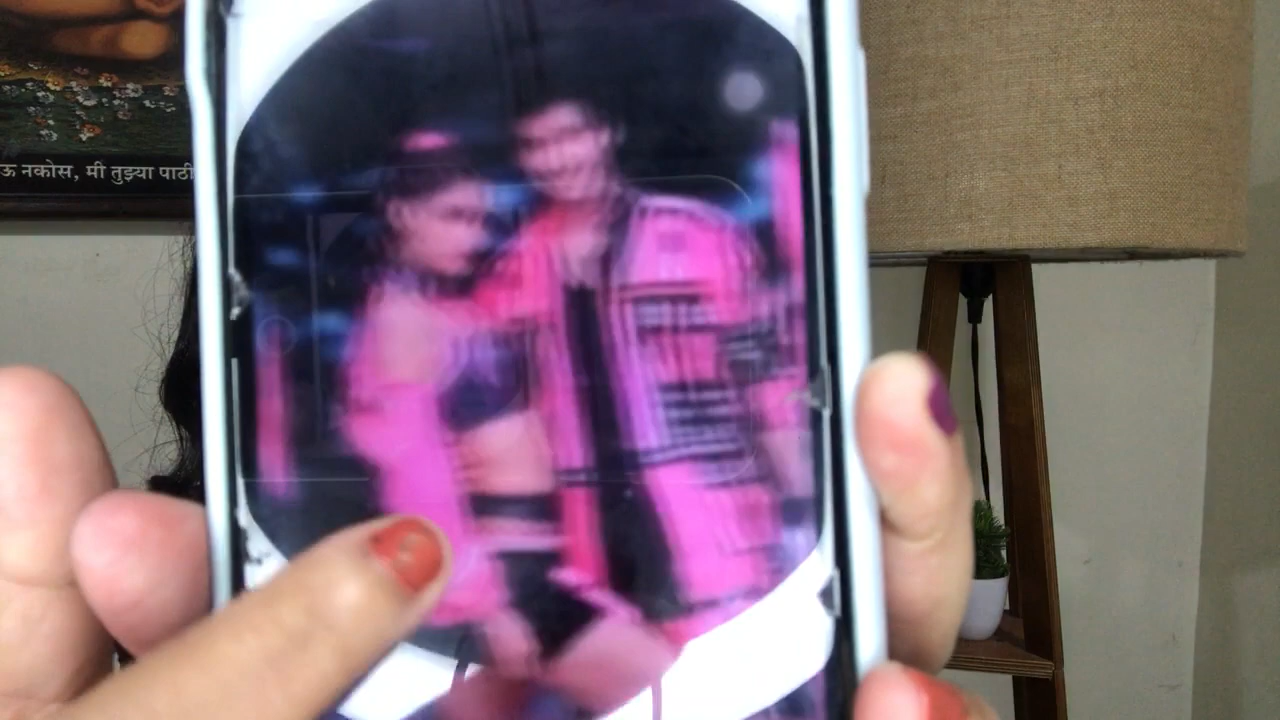 ऊ नकोस, मी तुझ्या पाठी